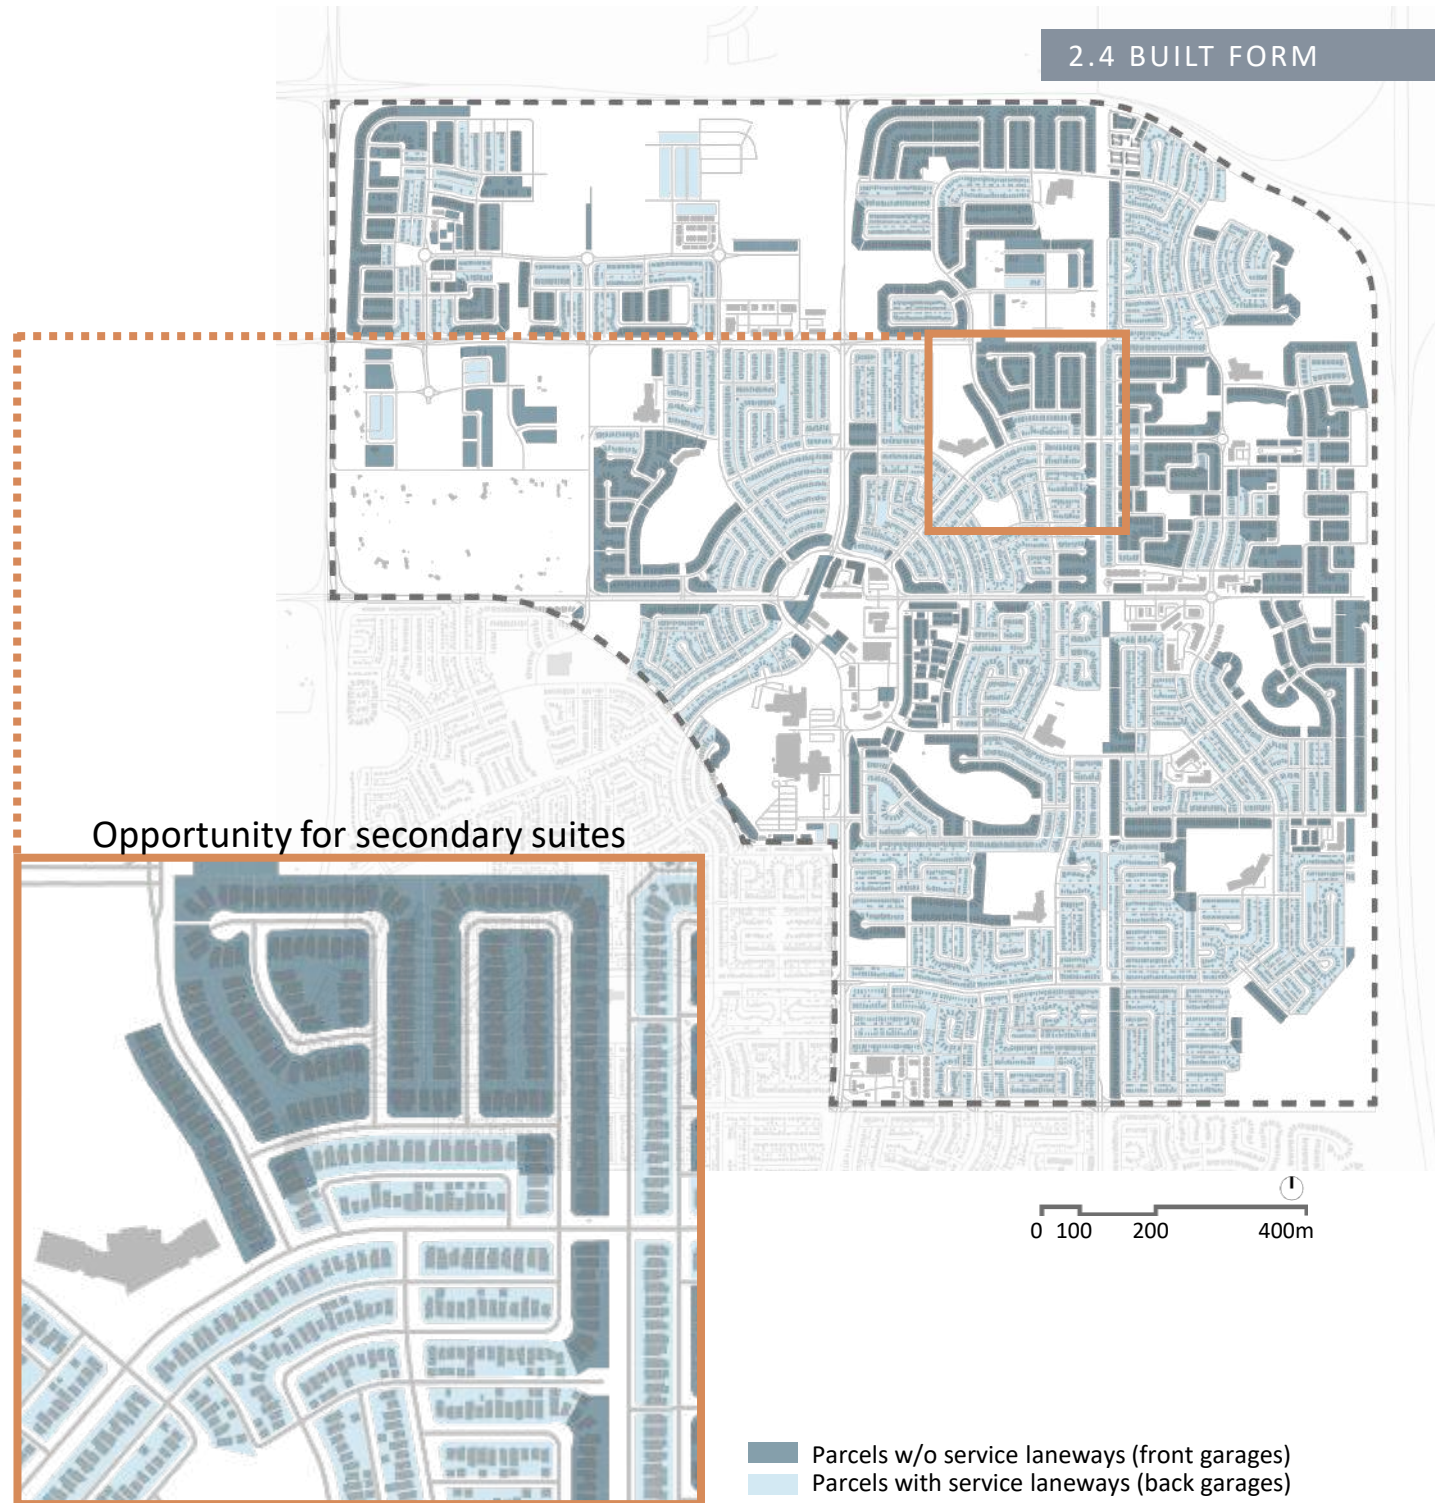 2.4 BUILT FORM
Opportunity for secondary suites
0 100 200 400m
Parcels w/o service laneways (front garages)
Parcels with service laneways (back garages)